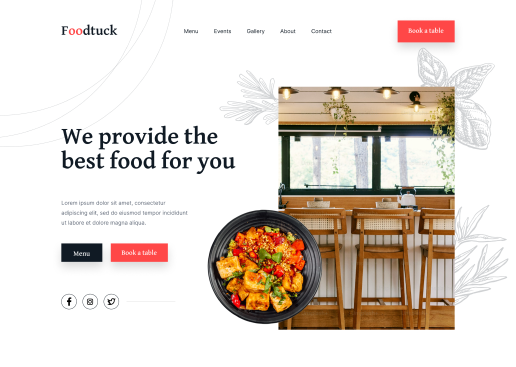 Foodtuck
Menu Events Gallery About Contact
Book a table
We provide the
best food for you
Lorem ipsum dolor sit amet, consectetur
adipiscing elit, sed do eiusmod tempor incididunt
ut labore et dolore magna aliqua.
Menu
Book a table